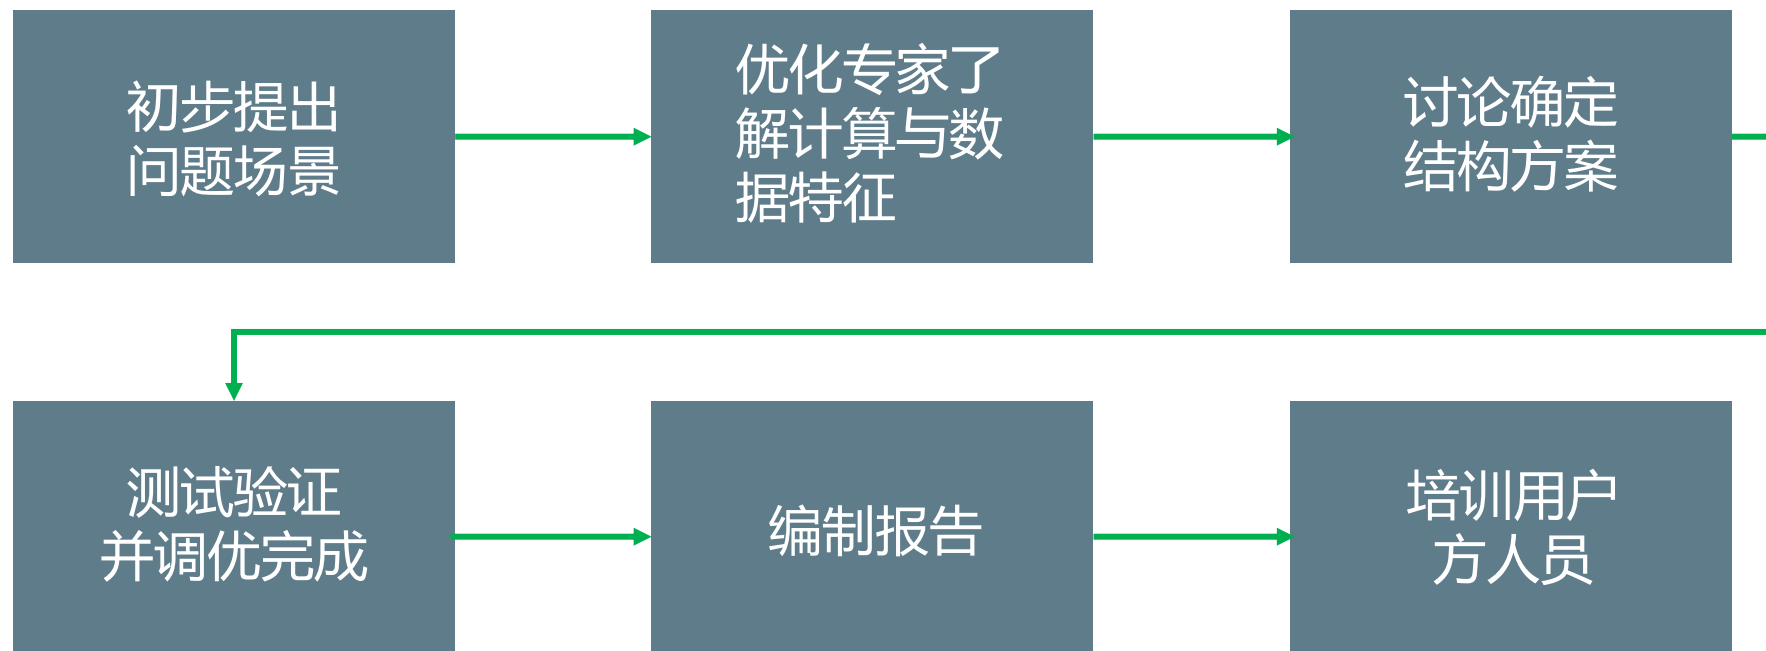 初步提出
问题场景
优化专家了
解计算与数
据特征
讨论确定
结构方案
测试验证
并调优完成
编制报告
培训用户
方人员